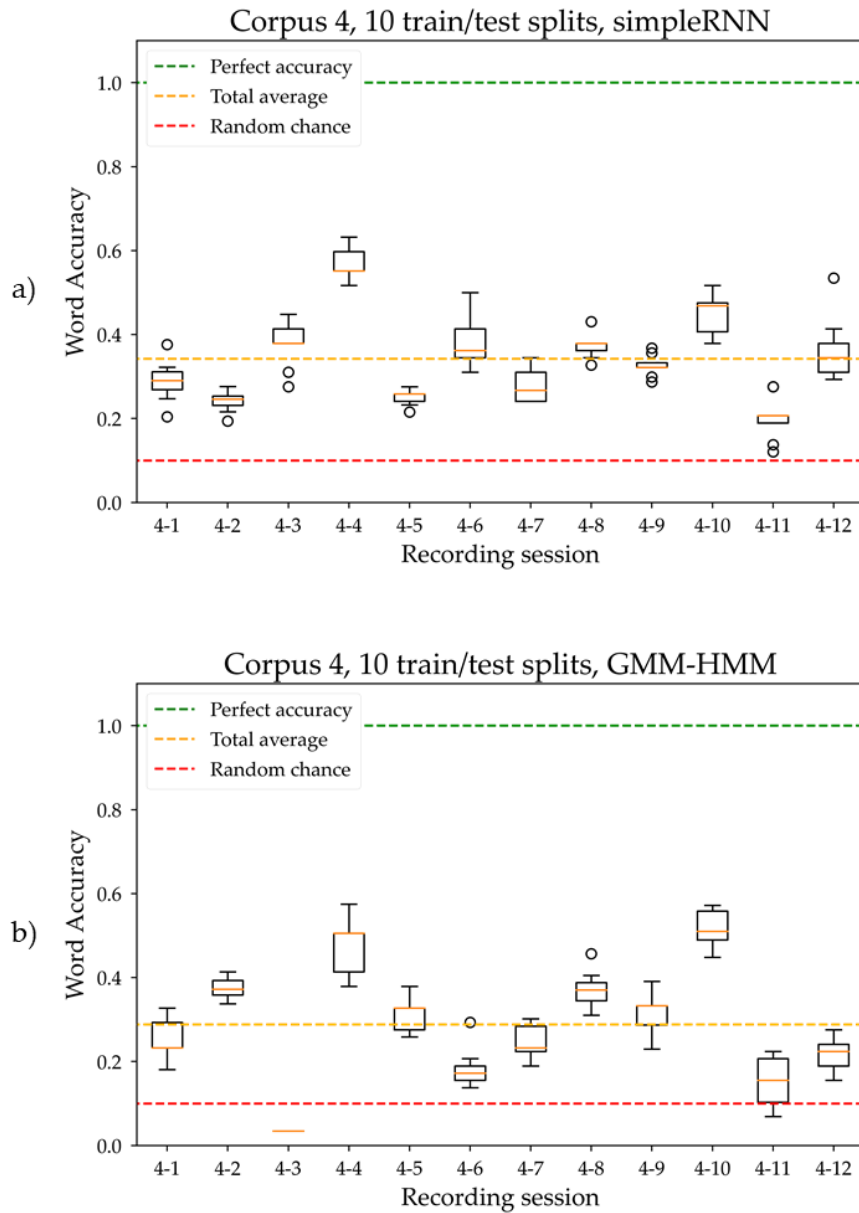 Corpus 4, 10 train/test splits, simpleRNN
Perfect accuracy
Total average
Random chance
1.0
0.8
0.6
0.4
0.2
0.0
Word Accuracy
a)
4-1 4-2 4-3 4-4 4-5 4-6 4-7 4-8 4-9 4-10 4-11 4-12
Recording session
Corpus 4, 10 train/test splits, GMM-HMM
Perfect accuracy
Total average
Random chance
1.0
0.8
0.6
0.4
0.2
0.0
Word Accuracy
b)
4-1 4-2 4-3 4-4 4-5 4-6 4-7 4-8 4-9 4-10 4-11 4-12
Recording session